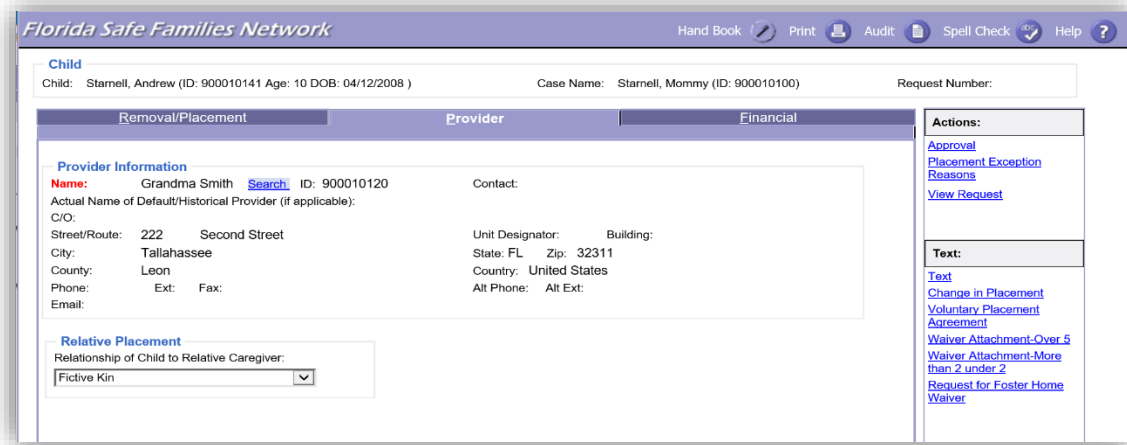 Florida Safe Families Network
Hand Book Print Audit Spell Check abc Help ?
Child
Child: Starnell, Andrew (ID: 900010141 Age: 10 DOB: 04/12/2008 ) Case Name: Starnell, Mommy (ID: 900010100) Request Number:
Removal/Placement Provider Financial
Provider Information
Name: Grandma Smith Search ID: 900010120 Contact:
Actual Name of Default/Historical Provider (if applicable):
C/O:
Street/Route: 222 Second Street Unit Designator: Building:
City: Tallahassee State: FL Zip: 32311
County: Leon Country: United States
Phone: Ext: Fax: Alt Phone: Alt Ext:
Email:
Relative Placement
Relationship of Child to Relative Caregiver:
Fictive Kin
Actions:
Approval
Placement Exception
Reasons
View Request
Text:
Text
Change in Placement
Voluntary Placement
Agreement
Waiver Attachment-Over 5
Waiver Attachment-More
than 2 under 2
Request for Foster Home
Waiver